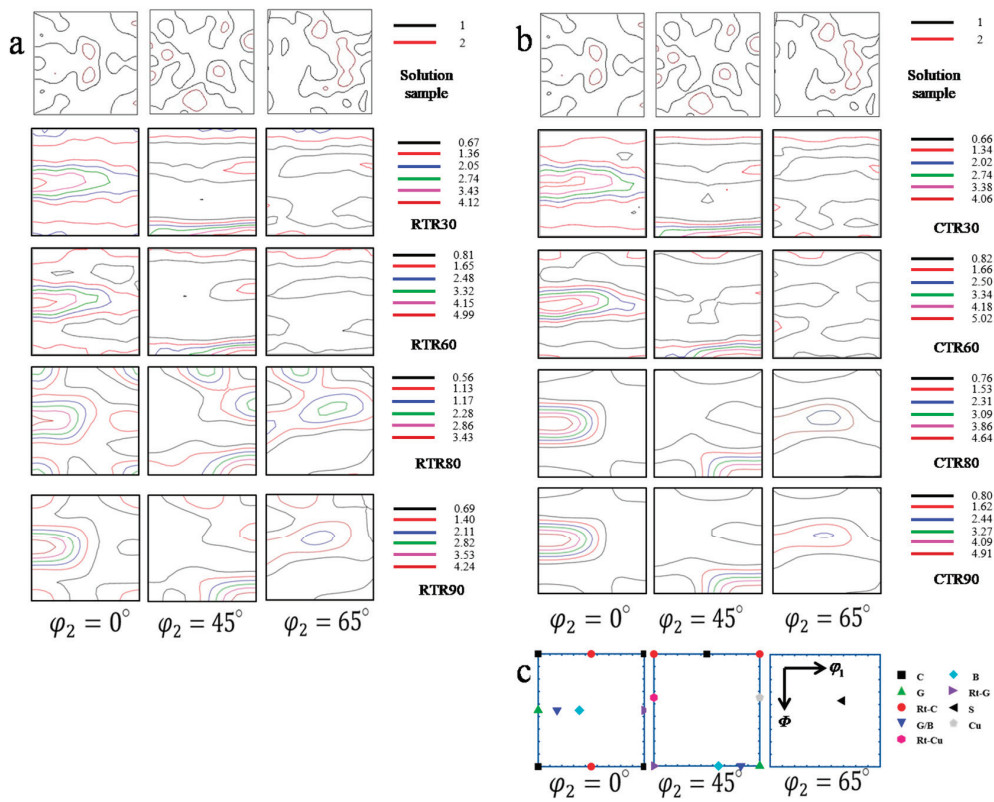 a
1
2
Solution
sample
0.67
1.36
2.05
2.74
3.43
4.12
RTR30
0.81
1.65
2.48
3.32
4.15
4.99
RTR60
0.56
1.13
1.17
2.28
2.86
3.43
RTR80
0.69
1.40
2.11
2.82
3.53
4.24
RTR90
φ₂ = 0° φ₂ = 45° φ₂ = 65°
b
1
2
Solution
sample
0.66
1.34
2.02
2.74
3.38
4.06
CTR30
0.82
1.66
2.50
3.34
4.18
5.02
CTR60
0.76
1.53
2.31
3.09
3.86
4.64
CTR80
0.80
1.62
2.44
3.27
4.09
4.91
CTR90
φ₂ = 0° φ₂ = 45° φ₂ = 65°
c
φ₁
Φ
C B
G Rt-G
Rt-C S
G/B Cu
Rt-Cu
φ₂ = 0° φ₂ = 45° φ₂ = 65°